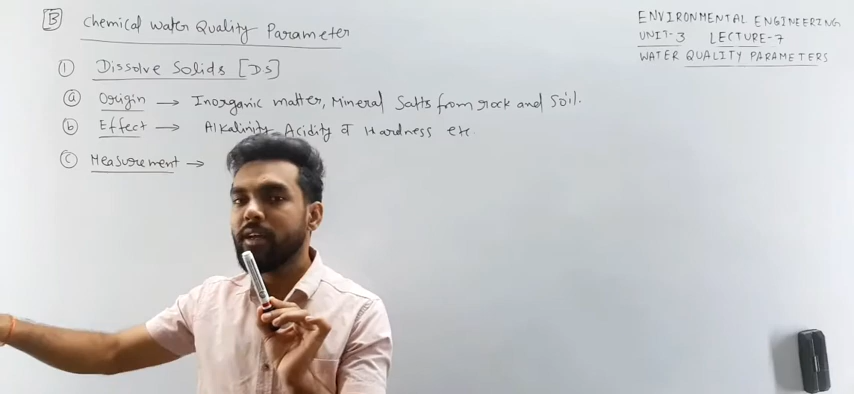 B Chemical Water Quality Parameter
ENVIRONMENTAL ENGINEERING
UNIT-3 LECTURE-7
WATER QUALITY PARAMETERS
① Dissolve Solids [D.S]
ⓐ Origin → Inorganic matter, Mineral Salts from rock and soil.
ⓑ Effect → Alkalinity, Acidity व Hardness etc.
ⓒ Measurement →